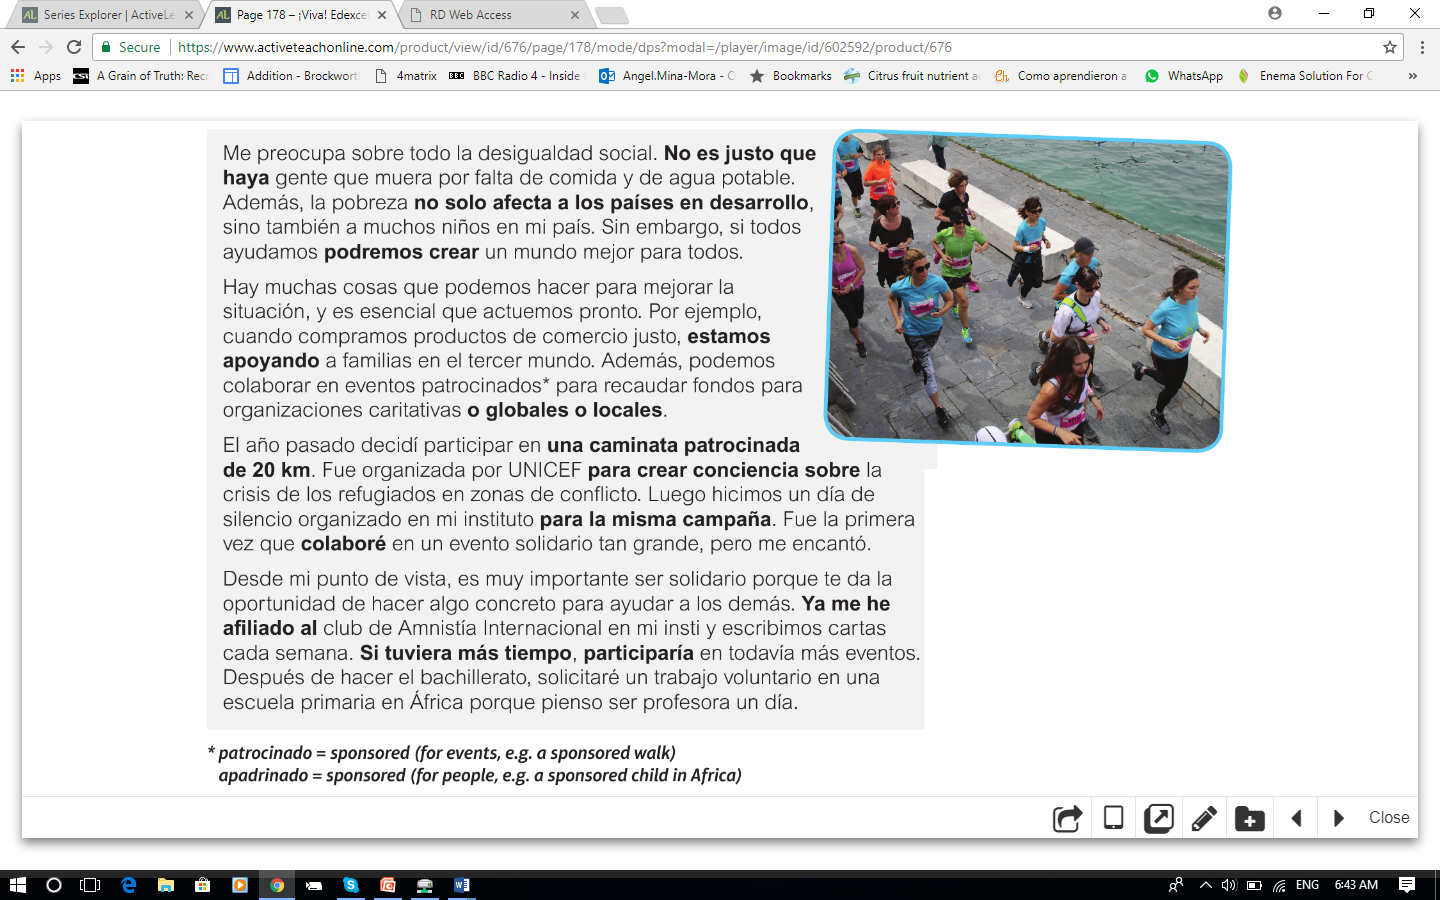 Series Explorer | ActiveLe
Page 178 – ¡Viva! Edexcel
RD Web Access
Secure
https://www.activeteachonline.com/product/view/id/676/page/178/mode/dps?modal=/player/image/id/602592/product/676
Apps
A Grain of Truth: Recr
Addition - Brockwort
4matrix
BBC Radio 4 - Inside
Angel.Mina-Mora - O
Bookmarks
Citrus fruit nutrient a
Como aprendieron a
WhatsApp
Enema Solution For C
Me preocupa sobre todo la desigualdad social. No es justo que
haya gente que muera por falta de comida y de agua potable.
Además, la pobreza no solo afecta a los países en desarrollo,
sino también a muchos niños en mi país. Sin embargo, si todos
ayudamos podremos crear un mundo mejor para todos.
Hay muchas cosas que podemos hacer para mejorar la
situación, y es esencial que actuemos pronto. Por ejemplo,
cuando compramos productos de comercio justo, estamos
apoyando a familias en el tercer mundo. Además, podemos
colaborar en eventos patrocinados* para recaudar fondos para
organizaciones caritativas o globales o locales.
El año pasado decidí participar en una caminata patrocinada
de 20 km. Fue organizada por UNICEF para crear conciencia sobre la
crisis de los refugiados en zonas de conflicto. Luego hicimos un día de
silencio organizado en mi instituto para la misma campaña. Fue la primera
vez que colaboré en un evento solidario tan grande, pero me encantó.
Desde mi punto de vista, es muy importante ser solidario porque te da la
oportunidad de hacer algo concreto para ayudar a los demás. Ya me he
afiliado al club de Amnistía Internacional en mi insti y escribimos cartas
cada semana. Si tuviera más tiempo, participaría en todavía más eventos.
Después de hacer el bachillerato, solicitaré un trabajo voluntario en una
escuela primaria en África porque pienso ser profesora un día.
* patrocinado = sponsored (for events, e.g. a sponsored walk)
apadrinado = sponsored (for people, e.g. a sponsored child in Africa)
Close
ENG
6:43 AM